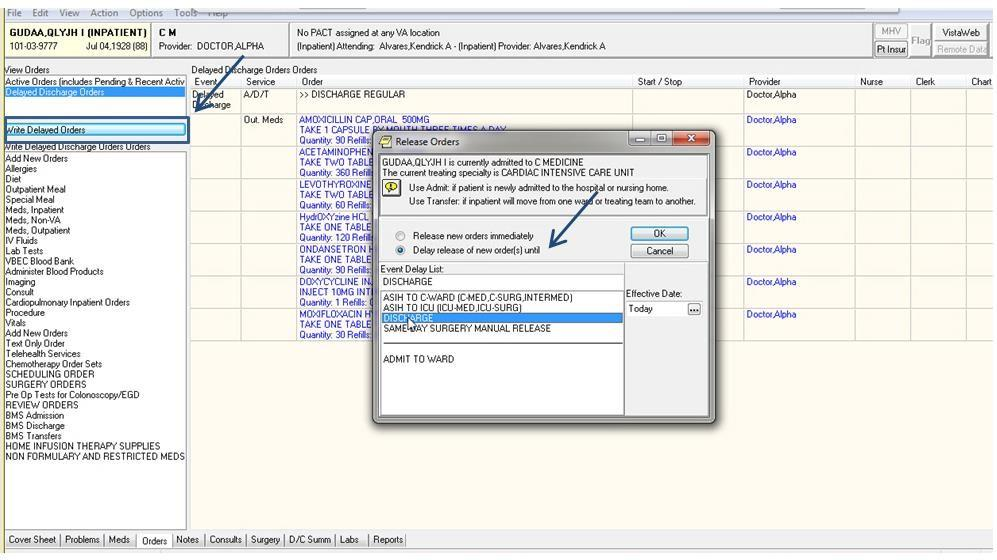 File Edit View Action Options Tools Help
GUDAA,QLYJH I (INPATIENT)
101-03-9777 Jul 04,1928 (88)
C M
Provider: DOCTOR,ALPHA
No PACT assigned at any VA location
(Inpatient) Attending: Alvares,Kendrick A - (Inpatient) Provider: Alvares,Kendrick A
MHV
Pt Insur
Flag
VistaWeb
Remote Data
View Orders
Active Orders (includes Pending & Recent Activ
Delayed Discharge Orders
Write Delayed Orders
Write Delayed Discharge Orders Orders
Add New Orders
Allergies
Diet
Outpatient Meal
Special Meal
Meds, Inpatient
Meds, Non-VA
Meds, Outpatient
IV Fluids
Lab Tests
VBEC Blood Bank
Administer Blood Products
Imaging
Consult
Cardiopulmonary Inpatient Orders
Procedure
Vitals
Add New Orders
Text Only Order
Telehealth Services
Chemotherapy Order Sets
SCHEDULING ORDER
SURGERY ORDERS
Pre Op Tests for Colonoscopy/EGD
REVIEW ORDERS
BMS Admission
BMS Discharge
BMS Transfers
HOME INFUSION THERAPY SUPPLIES
NON FORMULARY AND RESTRICTED MEDS
Delayed Discharge Orders Orders
Event Service Order Start / Stop Provider Nurse Clerk Chart
Delayed Discharge A/D/T >> DISCHARGE REGULAR Doctor,Alpha
Out. Meds AMOXICILLIN CAP,ORAL 500MG Doctor,Alpha
TAKE 1 CAPSULE BY MOUTH THREE TIMES A DAY
Quantity: 90 Refills:
ACETAMINOPHEN Doctor,Alpha
TAKE TWO TABLE
Quantity: 360 Refill
LEVOTHYROXINE Doctor,Alpha
TAKE TWO TABLE
Quantity: 60 Refills:
HydrOXYzine HCL Doctor,Alpha
TAKE ONE TABLE
Quantity: 120 Refill
ONDANSETRON H Doctor,Alpha
TAKE ONE TABLE
Quantity: 90 Refills:
DOXYCYCLINE INJ Doctor,Alpha
INJECT 10MG INT
Quantity: 1 Refills:
MOXIFLOXACIN H Doctor,Alpha
TAKE ONE TABLE
Quantity: 30 Refills:
Release Orders
GUDAA,QLYJH I is currently admitted to C MEDICINE
The current treating specialty is CARDIAC INTENSIVE CARE UNIT
Use Admit: if patient is newly admitted to the hospital or nursing home.
Use Transfer: if inpatient will move from one ward or treating team to another.
Release new orders immediately
Delay release of new order(s) until
OK
Cancel
Event Delay List:
DISCHARGE
ASIH TO C-WARD (C-MED,C-SURG,INTERMED)
ASIH TO ICU (ICU-MED,ICU-SURG)
DISCHARGE
SAME DAY SURGERY MANUAL RELEASE
ADMIT TO WARD
Effective Date:
Today ...
Cover Sheet Problems Meds Orders Notes Consults Surgery D/C Summ Labs Reports